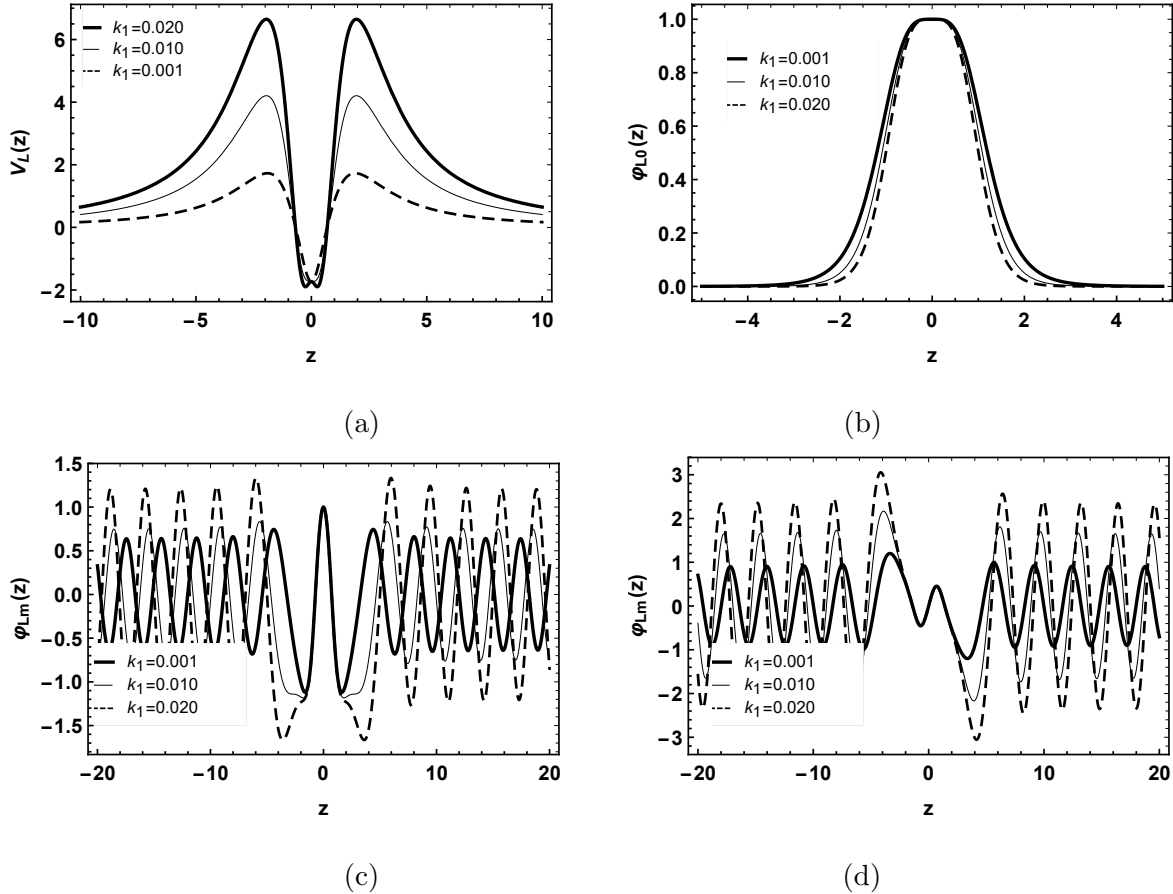 k1=0.020
k1=0.010
k1=0.001
VL(z)
6
4
2
0
−2
−10 −5 0 5 10
z
(a)
k1=0.001
k1=0.010
k1=0.020
φL0(z)
1.0
0.8
0.6
0.4
0.2
0.0
−4 −2 0 2 4
z
(b)
φLm(z)
1.5
1.0
0.5
0.0
−0.5
−1.0
−1.5
k1=0.001
k1=0.010
k1=0.020
−20 −10 0 10 20
z
(c)
φLm(z)
3
2
1
0
−1
−2
−3
k1=0.001
k1=0.010
k1=0.020
−20 −10 0 10 20
z
(d)